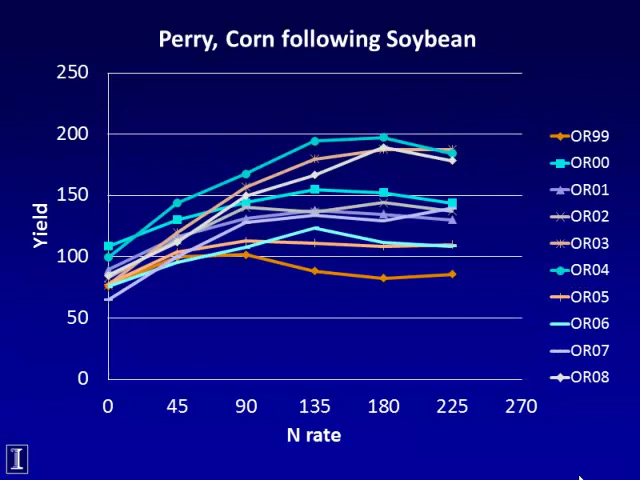 Perry, Corn following Soybean
250
200
150
100
50
0
Yield
0 45 90 135 180 225 270
N rate
OR99
OR00
OR01
OR02
OR03
OR04
OR05
OR06
OR07
OR08
I